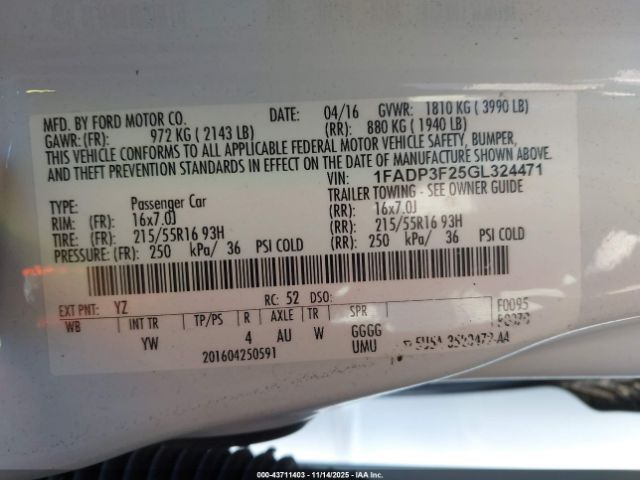 MFD. BY FORD MOTOR CO.
DATE: 04/16 GVWR: 1810 KG ( 3990 LB)
GAWR: (FR): 972 KG ( 2143 LB) (RR): 880 KG ( 1940 LB)
THIS VEHICLE CONFORMS TO ALL APPLICABLE FEDERAL MOTOR VEHICLE SAFETY, BUMPER,
AND THEFT PREVENTION STANDARDS IN EFFECT ON THE DATE OF MANUFACTURE SHOWN ABOVE.
VIN: 1FADP3F25GL324471
TYPE: Passenger Car TRAILER TOWING - SEE OWNER GUIDE
RIM: (FR): 16x7.0J (RR): 16x7.0J
TIRE: (FR): 215/55R16 93H (RR): 215/55R16 93H
PRESSURE: (FR): 250 kPa/ 36 PSI COLD (RR): 250 kPa/ 36 PSI COLD
EXT PNT: YZ RC: 52 DSO: F0095
WB INT TR TP/PS R AXLE TR SPR
YW 4 AU W GGGG
201604250591 UMU
000-43711403 - 11/14/2025 - IAAI.com